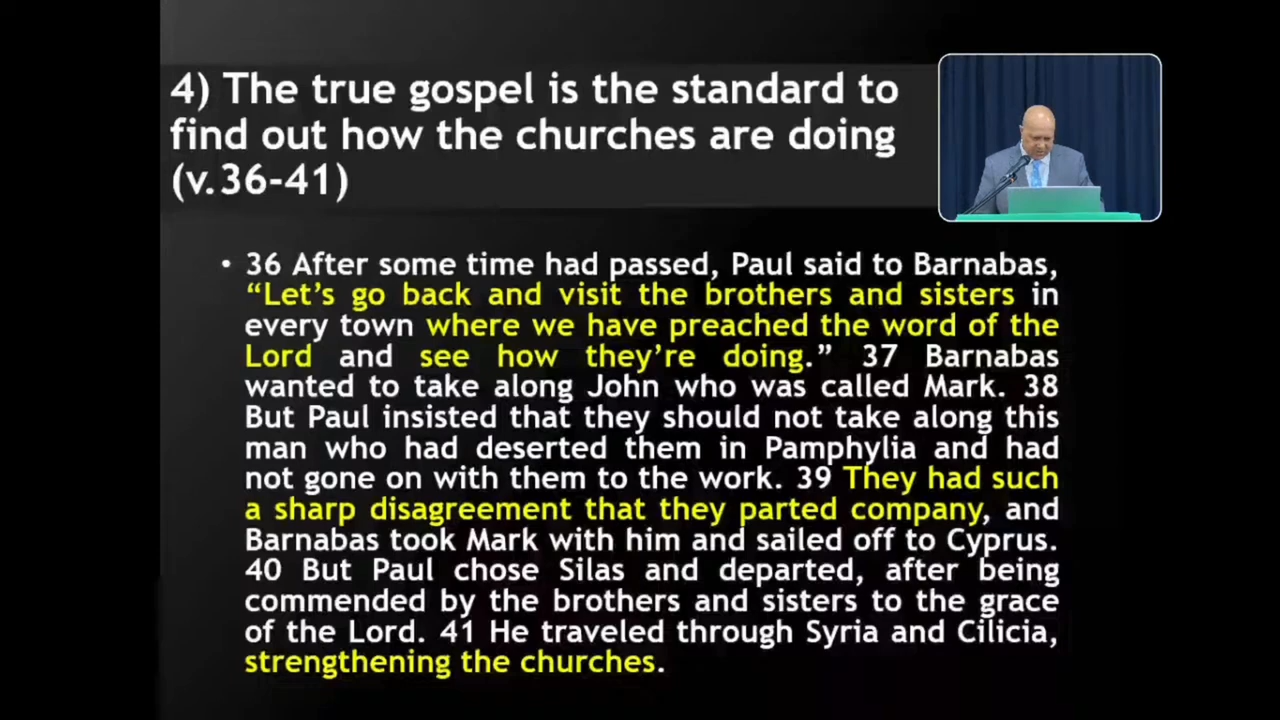 4) The true gospel is the standard to
find out how the churches are doing
(v.36-41)
• 36 After some time had passed, Paul said to Barnabas,
“Let’s go back and visit the brothers and sisters in
every town where we have preached the word of the
Lord and see how they’re doing.” 37 Barnabas
wanted to take along John who was called Mark. 38
But Paul insisted that they should not take along this
man who had deserted them in Pamphylia and had
not gone on with them to the work. 39 They had such
a sharp disagreement that they parted company, and
Barnabas took Mark with him and sailed off to Cyprus.
40 But Paul chose Silas and departed, after being
commended by the brothers and sisters to the grace
of the Lord. 41 He traveled through Syria and Cilicia,
strengthening the churches.